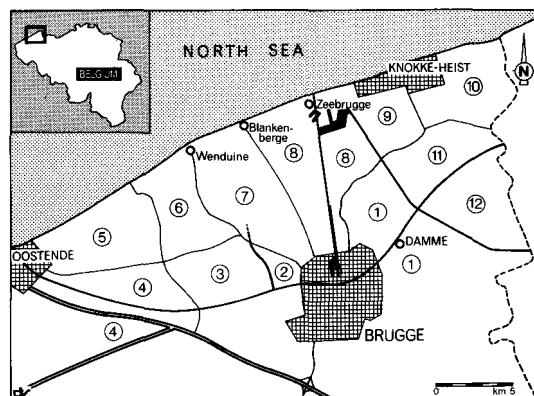 NORTH SEA
BELGIUM
KNOKKE-HEIST
N
Zeebrugge
Blanken-
berge
Wenduine
OOSTENDE
DAMME
BRUGGE
10
9
8
8
11
7
6
1
12
5
3
2
1
4
4
0 km 5